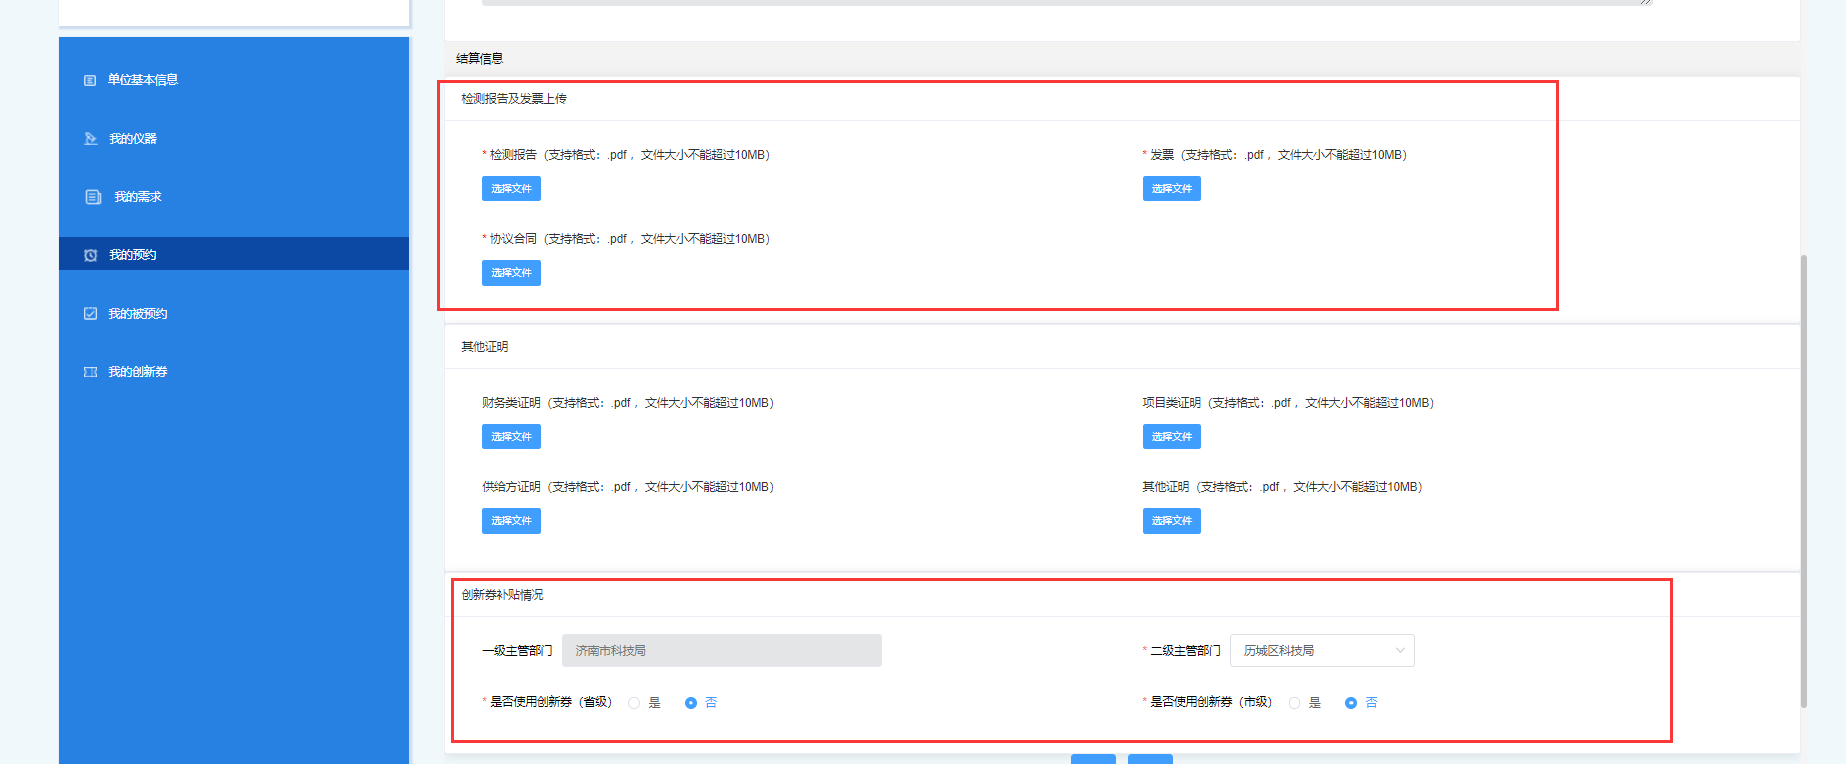 单位基本信息
我的仪器
我的需求
我的预约
我的被预约
我的创新券
结算信息
检测报告及发票上传
* 检测报告（支持格式：.pdf ，文件大小不能超过10MB）
选择文件
* 发票（支持格式：.pdf ，文件大小不能超过10MB）
选择文件
* 协议合同（支持格式：.pdf ，文件大小不能超过10MB）
选择文件
其他证明
财务类证明（支持格式：.pdf ，文件大小不能超过10MB）
选择文件
项目类证明（支持格式：.pdf ，文件大小不能超过10MB）
选择文件
供给方证明（支持格式：.pdf ，文件大小不能超过10MB）
选择文件
其他证明（支持格式：.pdf ，文件大小不能超过10MB）
选择文件
创新券补贴情况
一级主管部门 济南市科技局
* 二级主管部门 历城区科技局
* 是否使用创新券（省级） 是 否
* 是否使用创新券（市级） 是 否